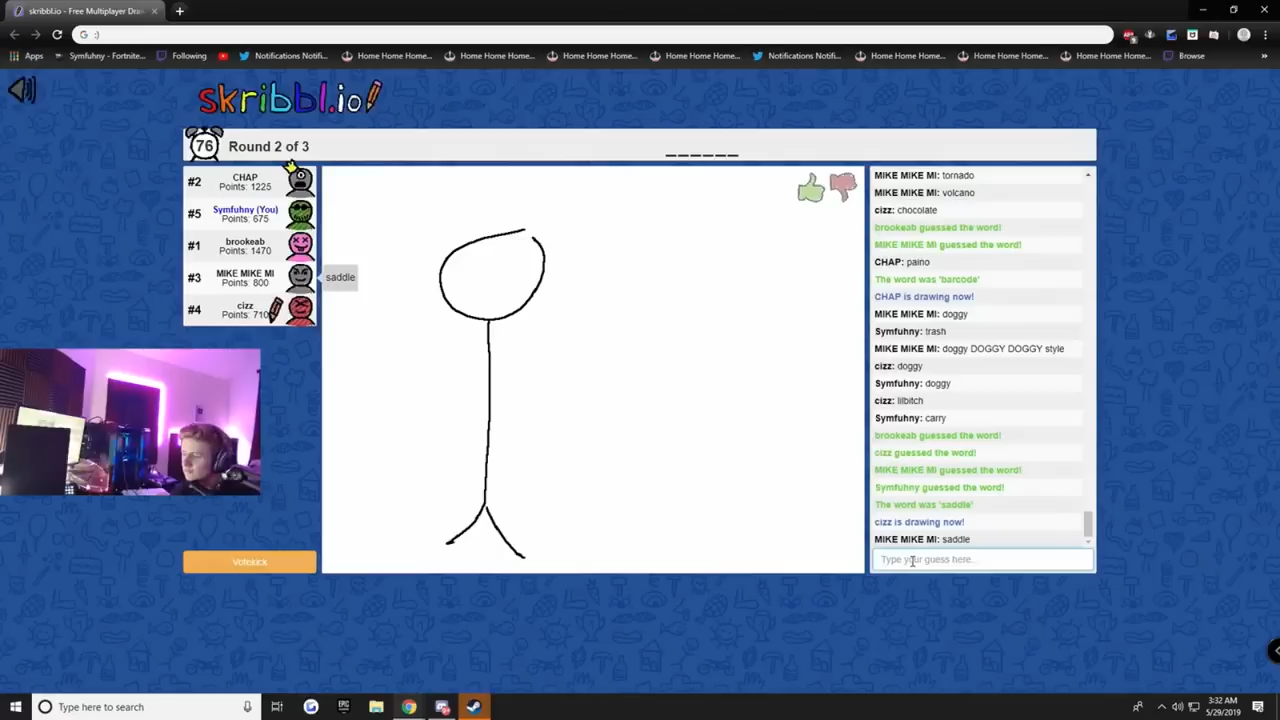 skribbl.io - Free Multiplayer Dra
:)
Apps
Symfuhny - Fortnite...
Following
Notifications Notifi...
Home Home Home...
Home Home Home...
Home Home Home...
Home Home Home...
Notifications Notifi...
Home Home Home...
Home Home Home...
Home Home Home...
Browse
skribbl.io
76
Round 2 of 3
#2
CHAP
Points: 1225
#5
Symfuhny (You)
Points: 675
#1
brookeab
Points: 1470
#3
MIKE MIKE MI
Points: 800
saddle
#4
cizz
Points: 710
Votekick
MIKE MIKE MI: tornado
MIKE MIKE MI: volcano
cizz: chocolate
brookeab guessed the word!
MIKE MIKE MI guessed the word!
CHAP: paino
The word was 'barcode'
CHAP is drawing now!
MIKE MIKE MI: doggy
Symfuhny: trash
MIKE MIKE MI: doggy DOGGY DOGGY style
cizz: doggy
Symfuhny: doggy
cizz: lilbitch
Symfuhny: carry
brookeab guessed the word!
cizz guessed the word!
MIKE MIKE MI guessed the word!
Symfuhny guessed the word!
The word was 'saddle'
cizz is drawing now!
MIKE MIKE MI: saddle
Type your guess here...
Type here to search
EPIC
GAMES
3:32 AM
5/29/2019